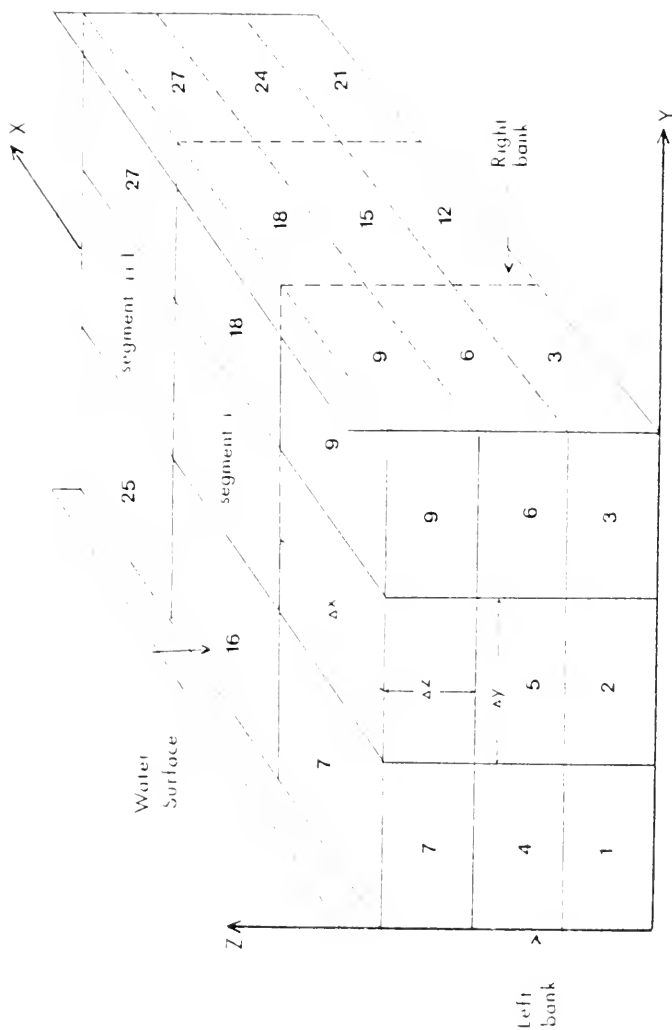 X
27
segment i+1
25
27
24
21
Water
Surface
16
segment i
18
18
15
12
Right
bank
7
Δx
9
9
6
3
Z
7
ΔZ
9
4
5
Δy
6
1
2
3
Y
Left
bank